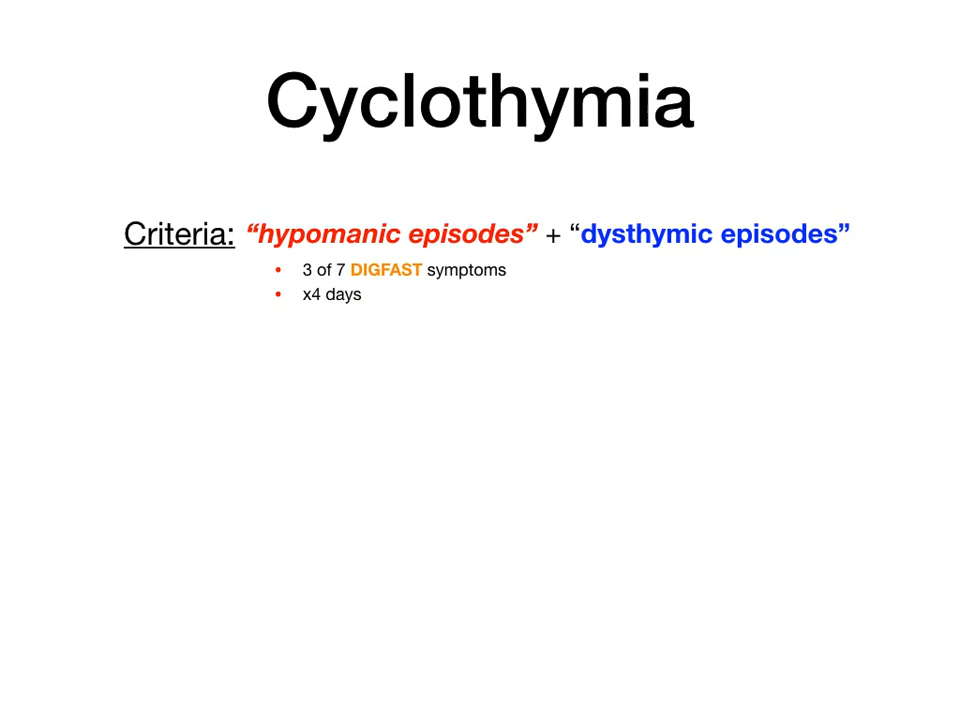 Cyclothymia
Criteria: “hypomanic episodes” + “dysthymic episodes”
• 3 of 7 DIGFAST symptoms
• x4 days